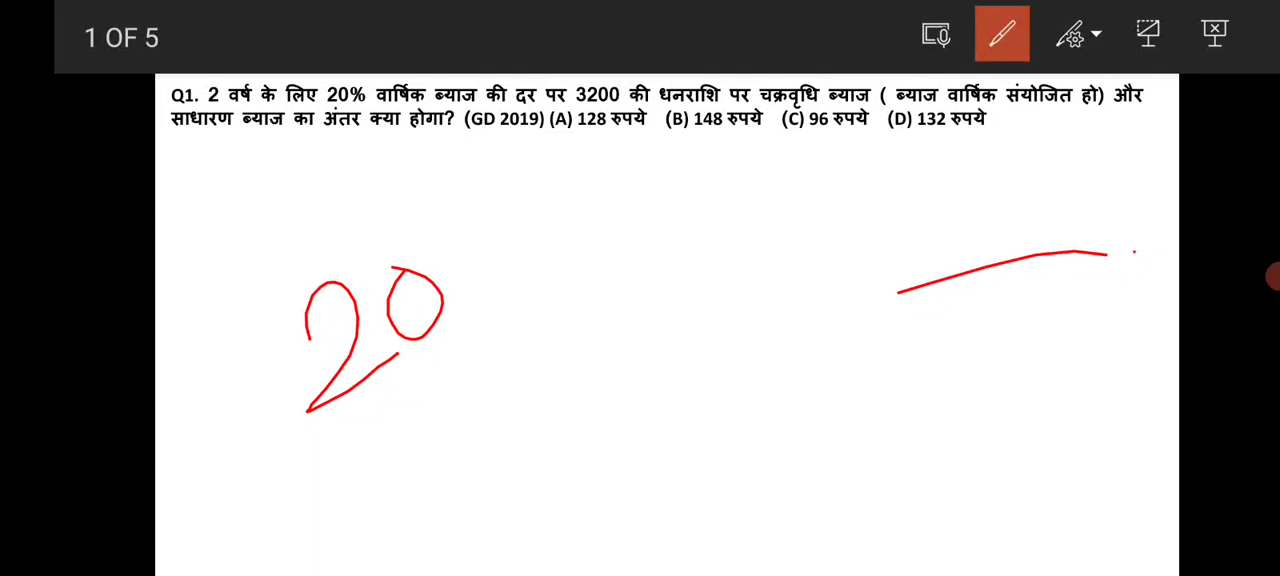 1 OF 5
Q1. 2 वर्ष के लिए 20% वार्षिक ब्याज की दर पर 3200 की धनराशि पर चक्रवृधि ब्याज ( ब्याज वार्षिक संयोजित हो) और
साधारण ब्याज का अंतर क्या होगा? (GD 2019) (A) 128 रुपये (B) 148 रुपये (C) 96 रुपये (D) 132 रुपये
20